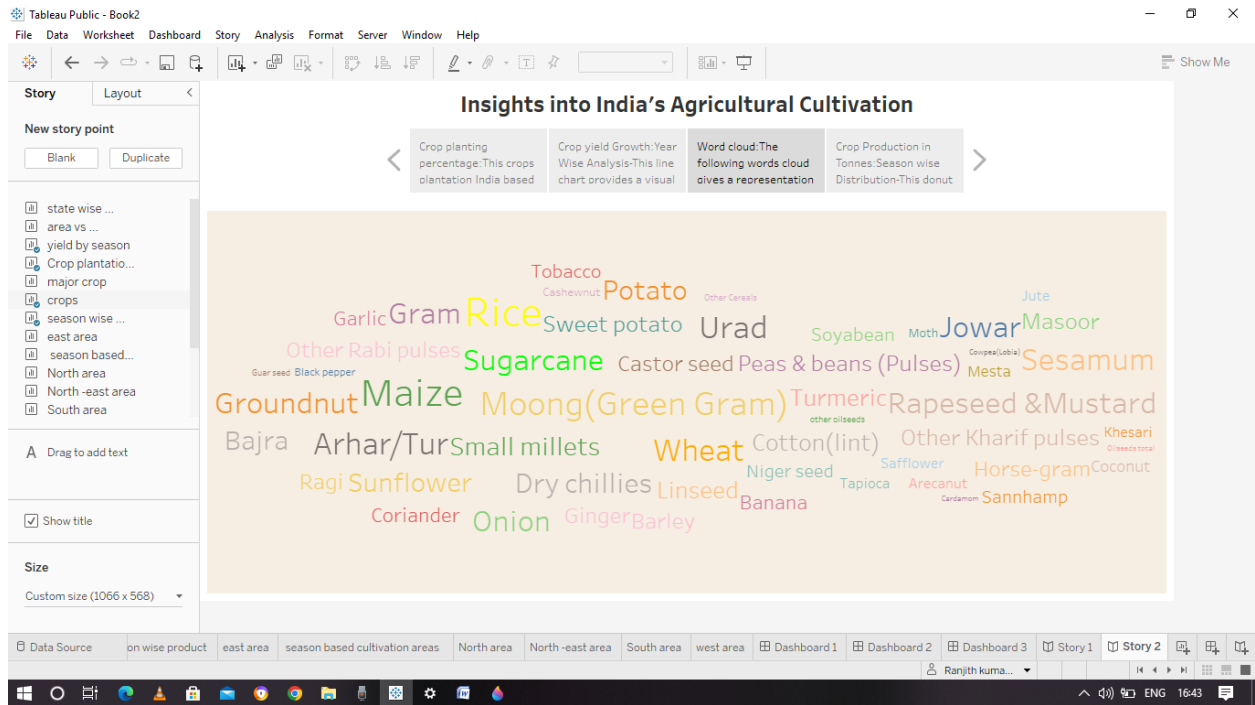 Tableau Public - Book2
File Data Worksheet Dashboard Story Analysis Format Server Window Help
Show Me
Story Layout
New story point
Blank Duplicate
state wise ...
area vs ...
yield by season
Crop plantatio...
major crop
crops
season wise ...
east area
season based...
North area
North -east area
South area
A Drag to add text
Show title
Size
Custom size (1066 x 568)
Insights into India's Agricultural Cultivation
Crop planting
percentage:This crops
plantation India based
Crop yield Growth:Year
Wise Analysis-This line
chart provides a visual
Word cloud:The
following words cloud
gives a representation
Crop Production in
Tonnes:Season wise
Distribution-This donut
Tobacco
Cashewnut Potato Other Cereals Jute
Garlic Gram Rice Sweet potato Urad Soyabean Moth Jowar Masoor
Other Rabi pulses Sugarcane Castor seed Peas & beans (Pulses) Cowpea(Lobia) Sesamum
Guar seed Black pepper Maize Mesta
Groundnut Moong(Green Gram) Turmeric Rapeseed &Mustard
other oilseeds
Bajra Arhar/Tur Small millets Wheat Cotton(lint) Other Kharif pulses Khesari
Oilseeds total
Ragi Sunflower Dry chillies Linseed Niger seed Safflower Horse-gram Coconut
Banana Tapioca Arecanut Cardamom Sannhamp
Coriander Onion Ginger Barley
Data Source on wise product east area season based cultivation areas North area North -east area South area west area Dashboard 1 Dashboard 2 Dashboard 3 Story 1 Story 2
Ranjith kuma...
ENG 16:43